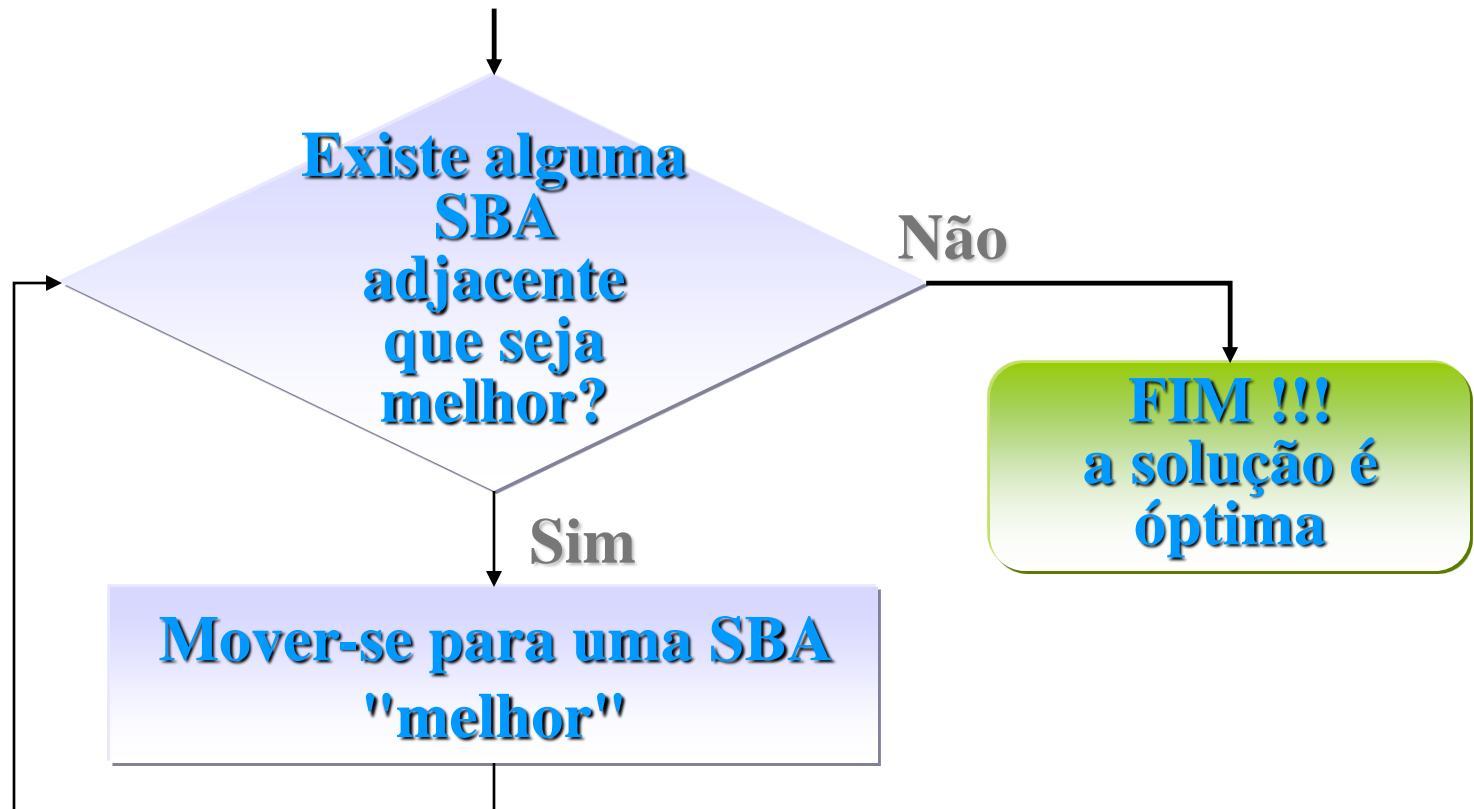 Existe alguma
SBA
adjacente
que seja
melhor?
Não
FIM !!!
a solução é
óptima
Sim
Mover-se para uma SBA
"melhor"